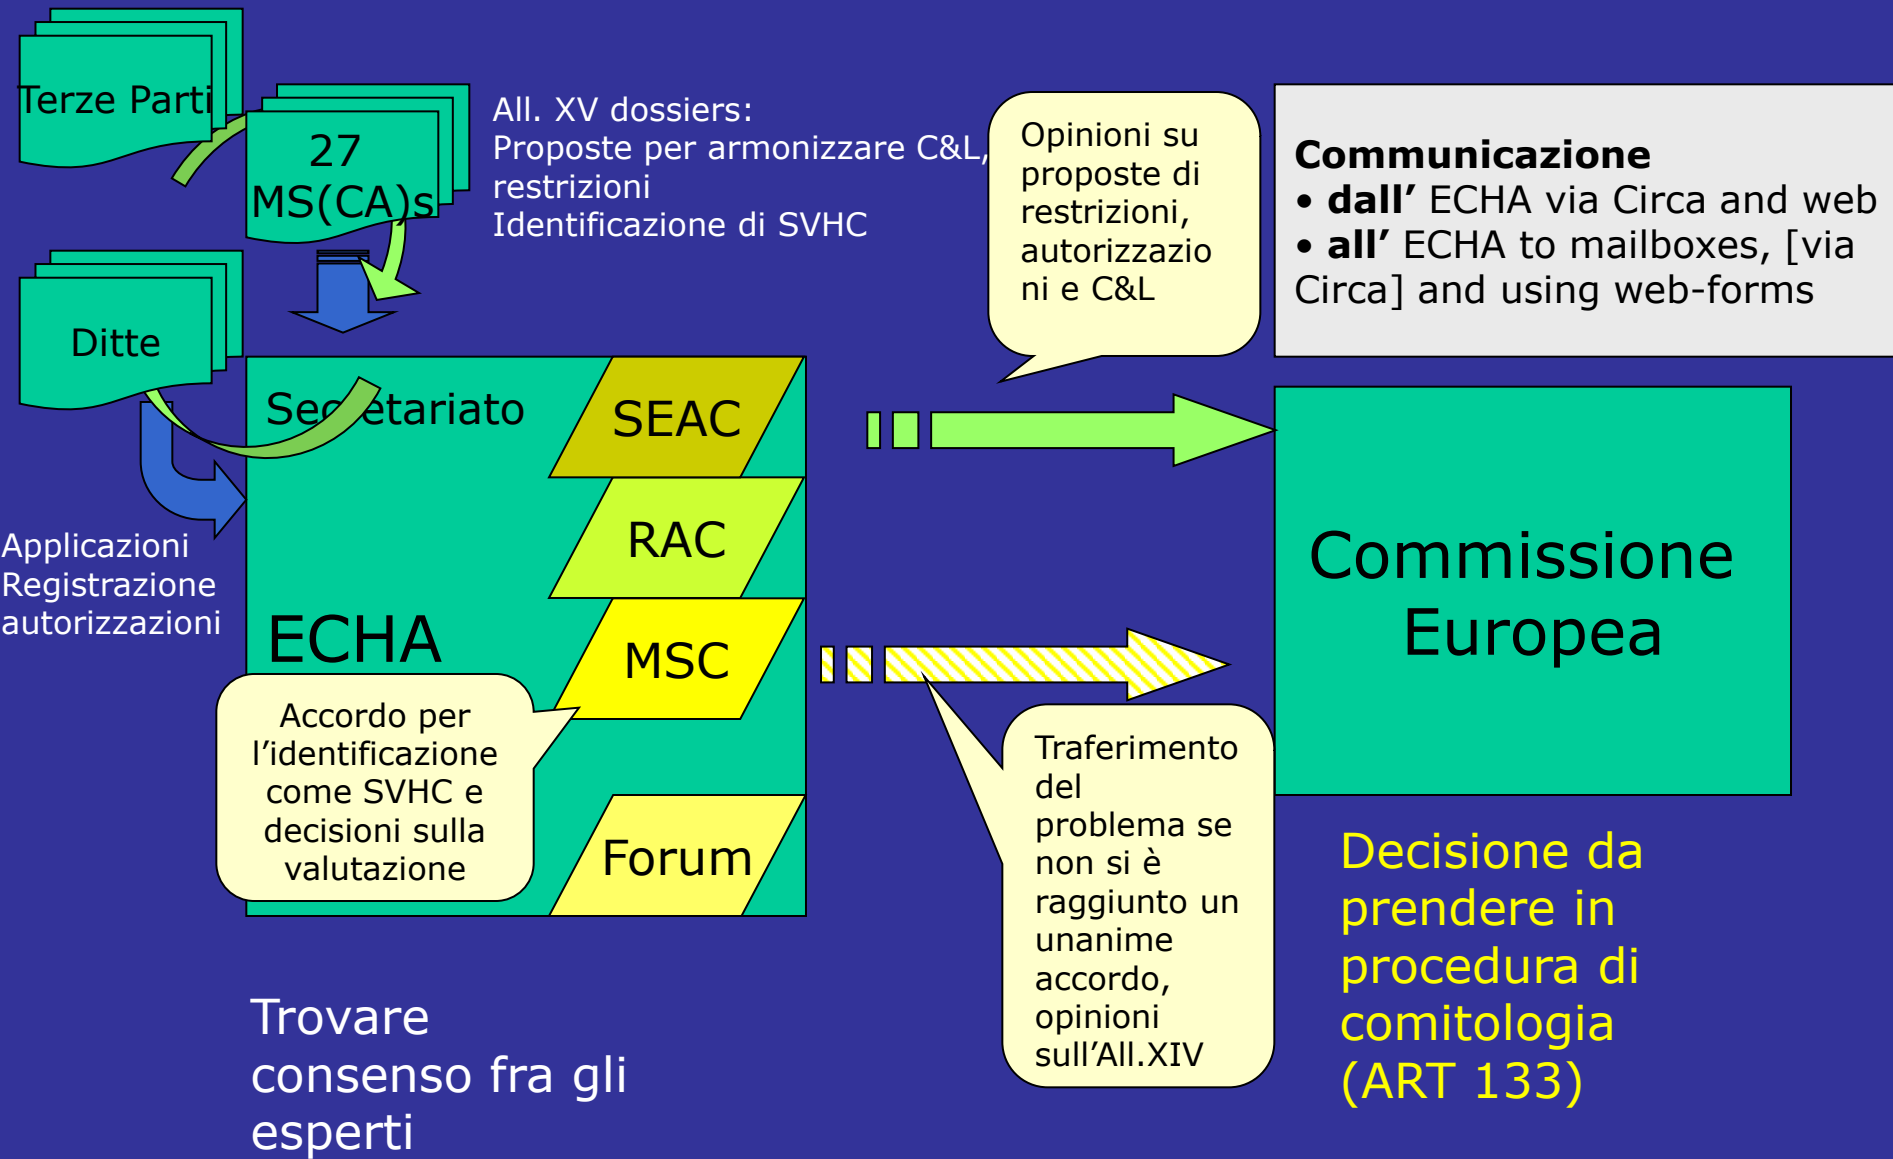 Terze Parti
27
MS(CA)s
All. XV dossiers:
Proposte per armonizzare C&L,
restrizioni
Identificazione di SVHC
Opinioni su
proposte di
restrizioni,
autorizzazio
ni e C&L
Communicazione
• dall’ ECHA via Circa and web
• all’ ECHA to mailboxes, [via
Circa] and using web-forms
Ditte
Segretariato
SEAC
RAC
MSC
Forum
ECHA
Applicazioni
Registrazione
autorizzazioni
Accordo per
l’identificazione
come SVHC e
decisioni sulla
valutazione
Commissione
Europea
Traferimento
del
problema se
non si è
raggiunto un
unanime
accordo,
opinioni
sull’All.XIV
Decisione da
prendere in
procedura di
comitologia
(ART 133)
Trovare
consenso fra gli
esperti